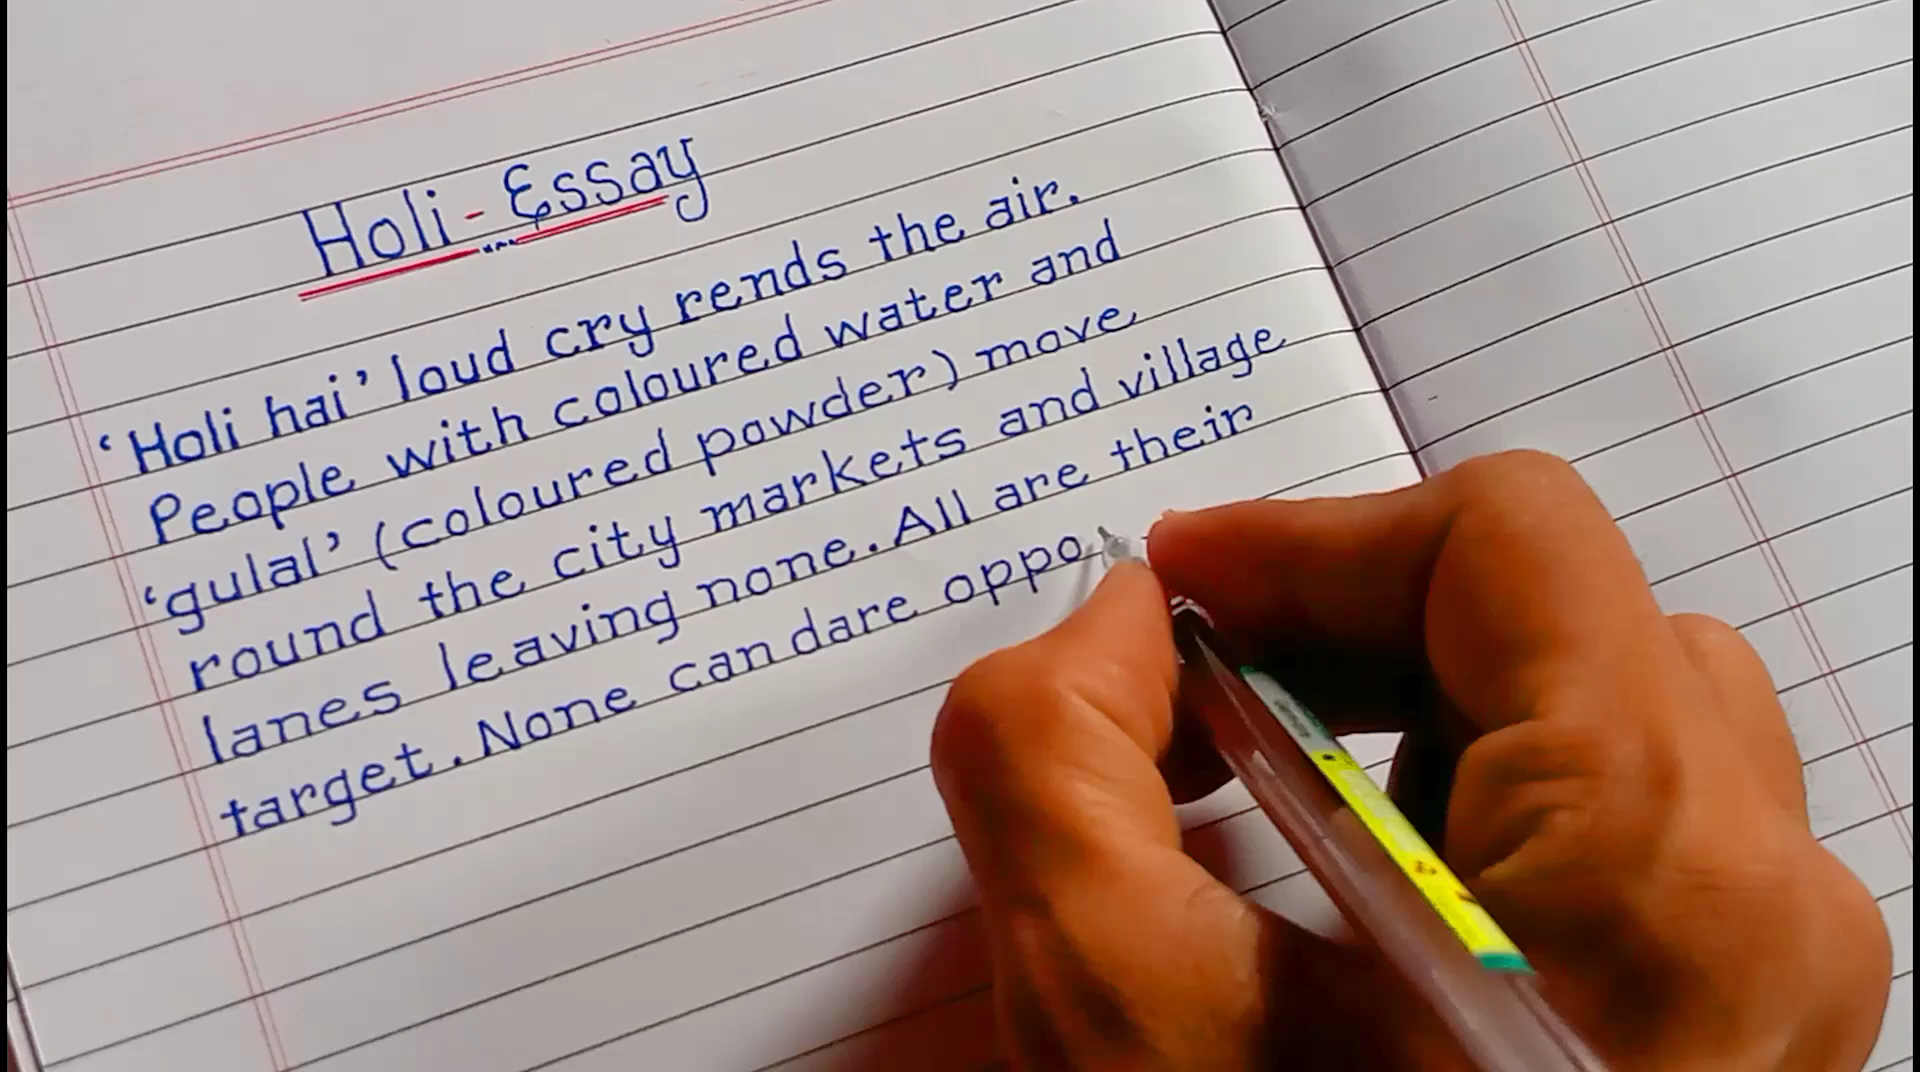 Holi - Essay
‘Holi hai’ loud cry rends the air.
People with coloured water and
‘gulal’ (coloured powder) move
round the city markets and village
lanes leaving none. All are their
target. None can dare oppo